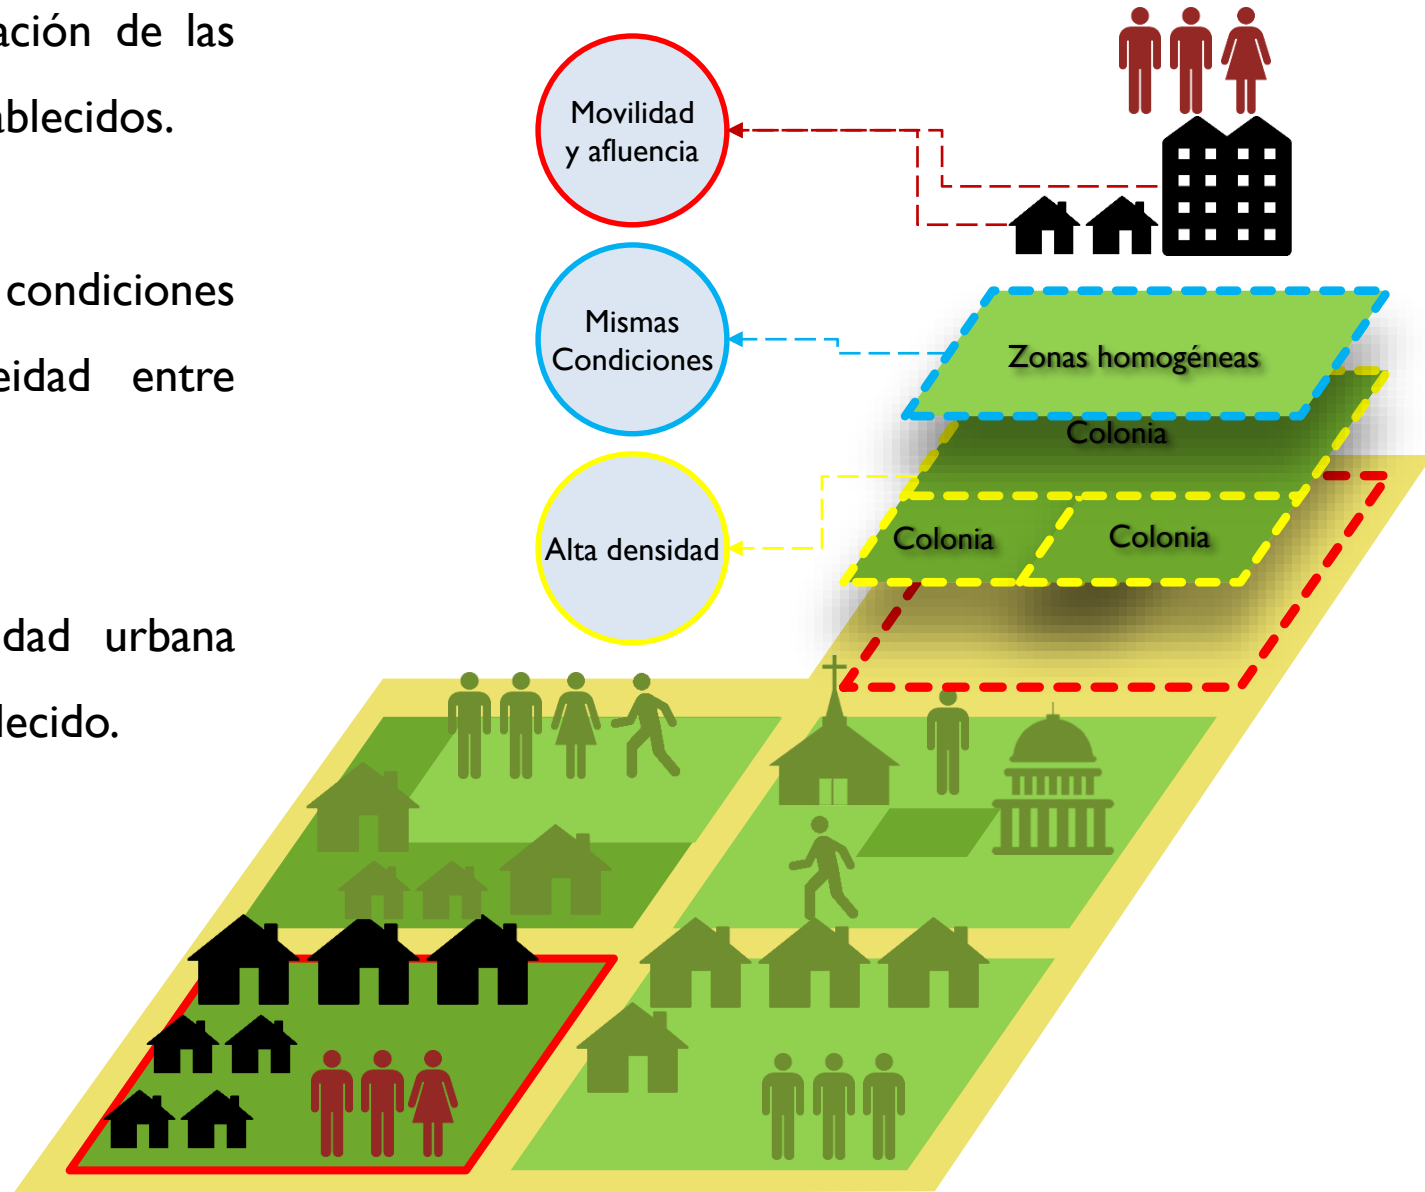 ación de las
ablecidos.
condiciones
eidad entre
dad urbana
lecido.
Movilidad
y afluencia
Mismas
Condiciones
Alta densidad
Zonas homogéneas
Colonia
Colonia
Colonia